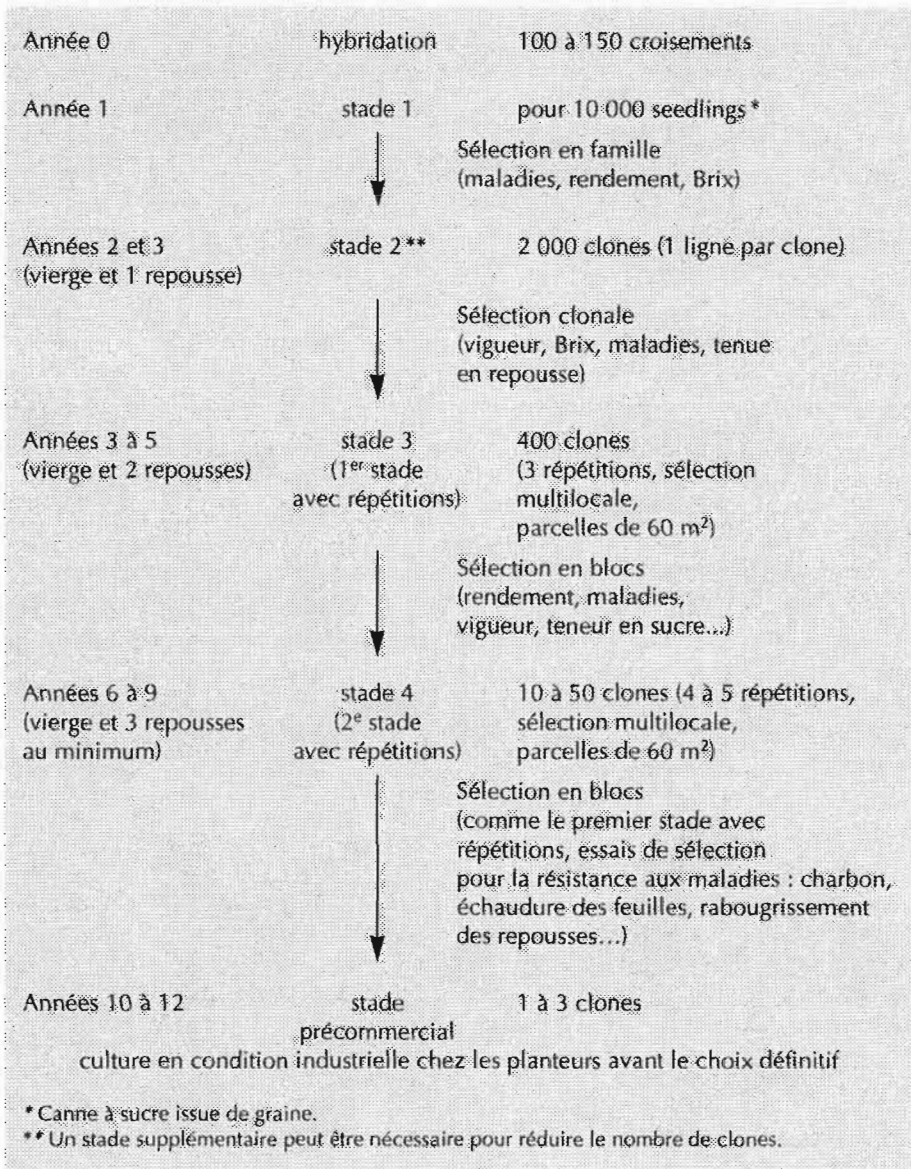 Année 0 hybridation 100 à 150 croisements
Année 1 stade 1 pour 10 000 seedlings *
Sélection en famille
(maladies, rendement, Brix)
Années 2 et 3 stade 2 ** 2 000 clones (1 ligne par clone)
(vierge et 1 repousse)
Sélection clonale
(vigueur, Brix, maladies, tenue
en repousse)
Années 3 à 5 stade 3 400 clones
(vierge et 2 repousses) (1er stade (3 répétitions, sélection
avec répétitions) multilocale,
parcelles de 60 m²)
Sélection en blocs
(rendement, maladies,
vigueur, teneur en sucre...)
Années 6 à 9 stade 4 10 à 50 clones (4 à 5 répétitions,
(vierge et 3 repousses (2e stade sélection multilocale,
au minimum) avec répétitions) parcelles de 60 m²)
Sélection en blocs
(comme le premier stade avec
répétitions, essais de sélection
pour la résistance aux maladies : charbon,
échaudure des feuilles, rabougrissement
des repousses...)
Années 10 à 12 stade 1 à 3 clones
précommercial
culture en condition industrielle chez les planteurs avant le choix définitif
* Canne à sucre issue de graine.
** Un stade supplémentaire peut être nécessaire pour réduire le nombre de clones.